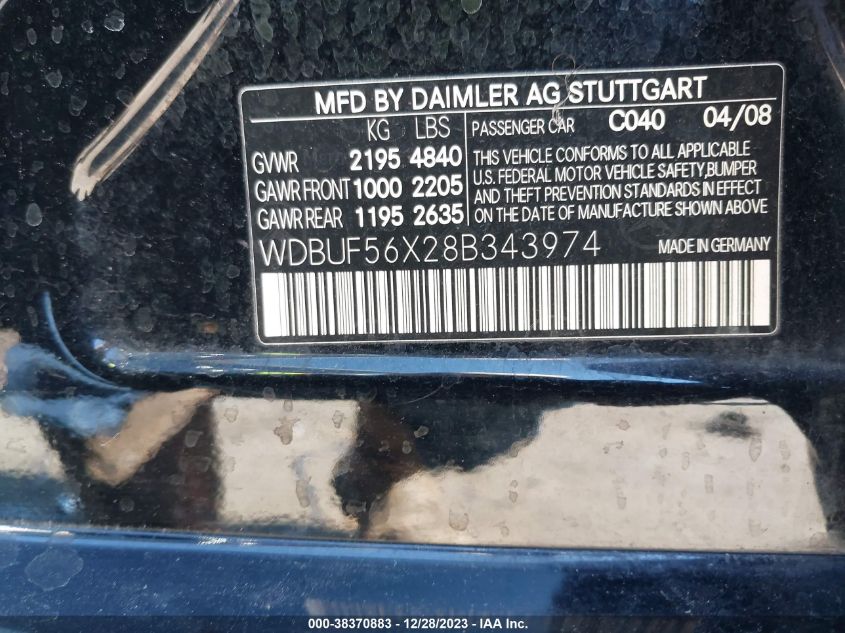 MFD BY DAIMLER AG STUTTGART
KG LBS PASSENGER CAR C040 04/08
GVWR 2195 4840
GAWR FRONT 1000 2205
GAWR REAR 1195 2635
THIS VEHICLE CONFORMS TO ALL APPLICABLE
U.S. FEDERAL MOTOR VEHICLE SAFETY, BUMPER
AND THEFT PREVENTION STANDARDS IN EFFECT
ON THE DATE OF MANUFACTURE SHOWN ABOVE
WDBUF56X28B343974 MADE IN GERMANY
000-38370883 - 12/28/2023 - IAA Inc.